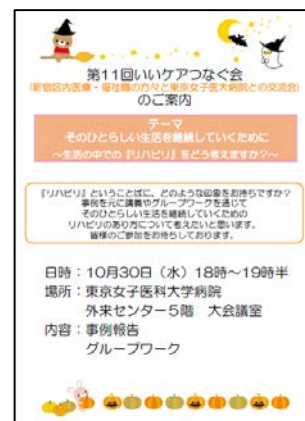 第11回いいケアつなぐ会
(新宿区内医療・福祉職の方々と東京女子医大病院との交流会)
のご案内
テーマ
そのひとらしい生活を継続していくために
～生活の中での『リハビリ』をどう考えますか？～
『リハビリ』ということばに、どのような印象をお持ちですか？
事例を元に講義やグループワークを通じて
そのひとらしい生活を継続していくための
リハビリのあり方について考えたいと思います。
皆様のご参加をお待ちしております。
日時：10月30日（水）18時～19時半
場所：東京女子医科大学病院
外来センター5階　大会議室
内容：事例報告
グループワーク